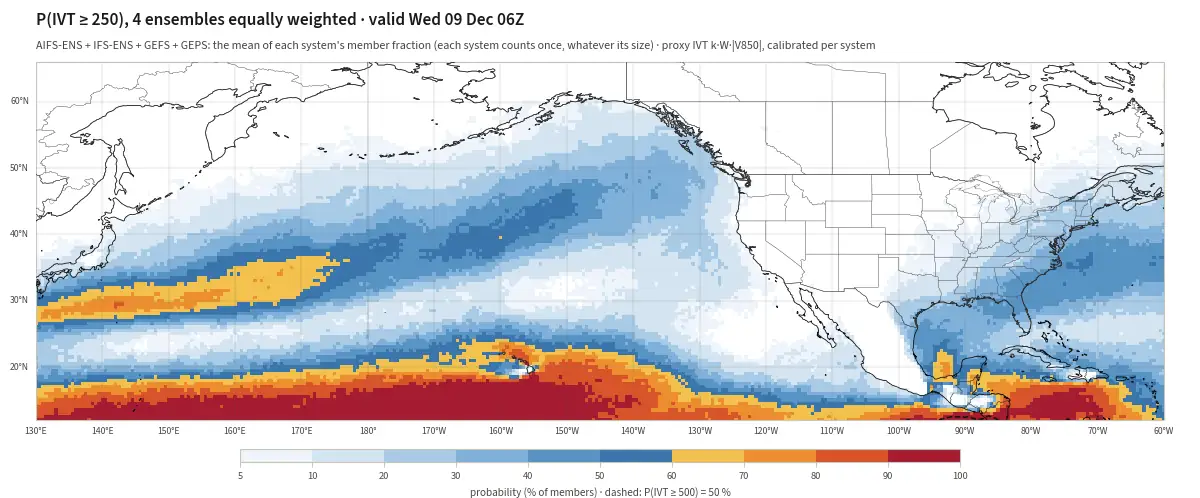 P(IVT ≥ 250), 4 ensembles equally weighted · valid Wed 09 Dec 06Z
AIFS-ENS + IFS-ENS + GEFS + GEPS: the mean of each system's member fraction (each system counts once, whatever its size) · proxy IVT k·W·|V850|, calibrated per system
60°N
50°N
40°N
30°N
20°N
130°E 140°E 150°E 160°E 170°E 180° 170°W 160°W 150°W 140°W 130°W 120°W 110°W 100°W 90°W 80°W 70°W 60°W
5 10 20 30 40 50 60 70 80 90 100
probability (% of members) · dashed: P(IVT ≥ 500) = 50 %